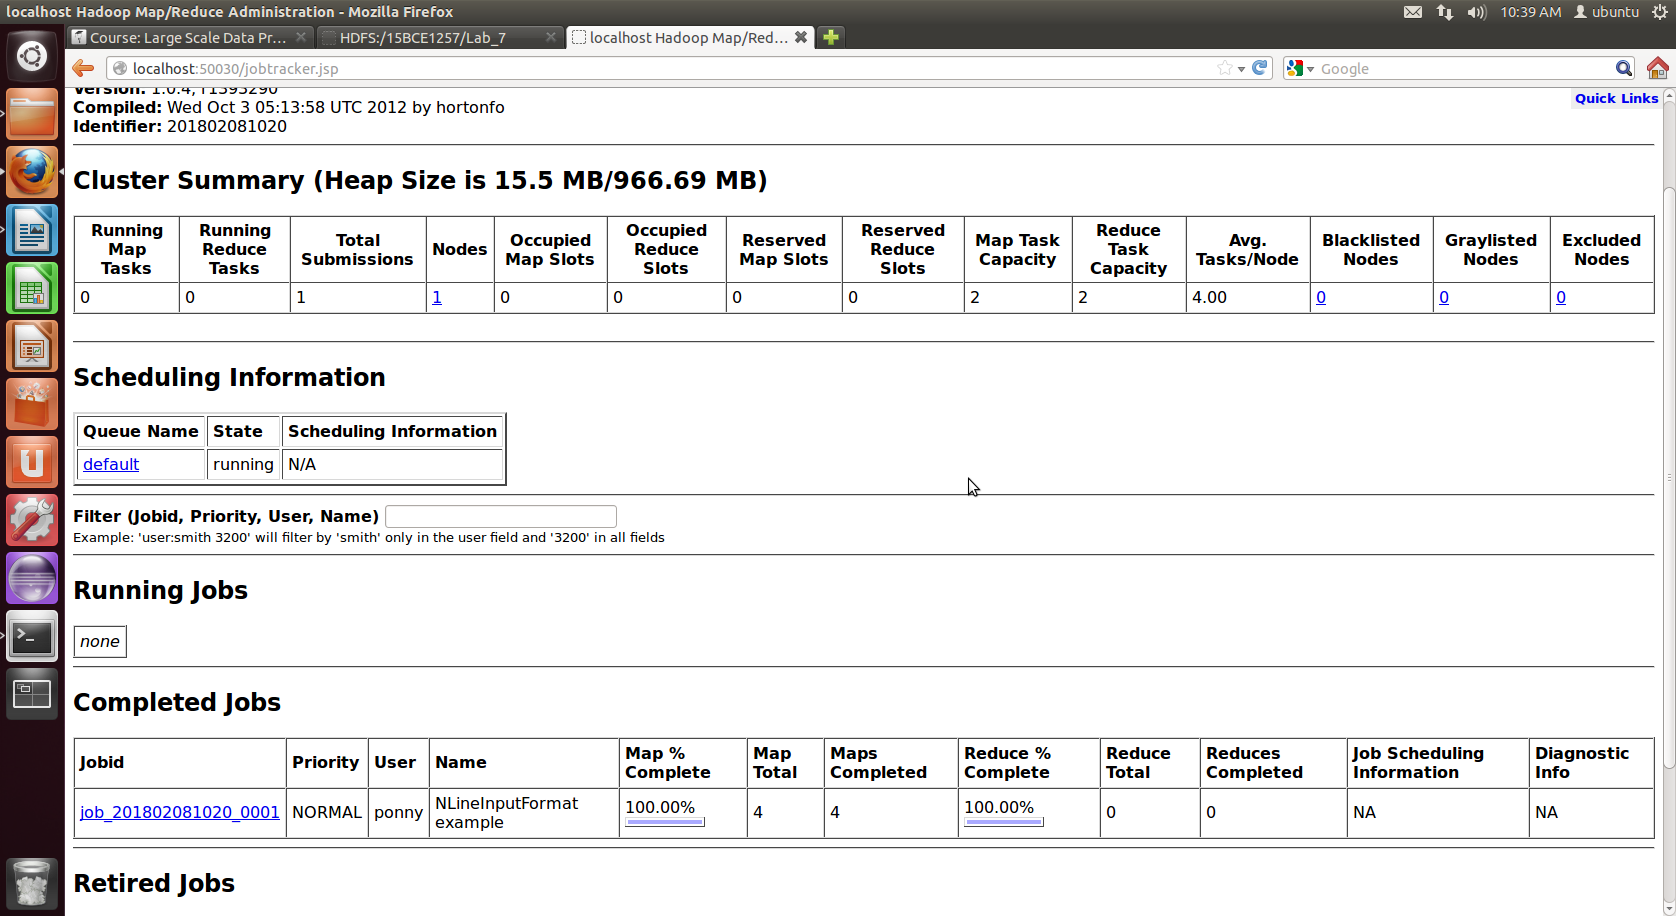 localhost Hadoop Map/Reduce Administration - Mozilla Firefox
10:39 AM ubuntu
Course: Large Scale Data Pr...
HDFS:/15BCE1257/Lab_7
localhost Hadoop Map/Red...
localhost:50030/jobtracker.jsp
Google
Quick Links
Version: 1.0.4, r1393290
Compiled: Wed Oct 3 05:13:58 UTC 2012 by hortonfo
Identifier: 201802081020
Cluster Summary (Heap Size is 15.5 MB/966.69 MB)
Running Map Tasks Running Reduce Tasks Total Submissions Nodes Occupied Map Slots Occupied Reduce Slots Reserved Map Slots Reserved Reduce Slots Map Task Capacity Reduce Task Capacity Avg. Tasks/Node Blacklisted Nodes Graylisted Nodes Excluded Nodes
0 0 1 1 0 0 0 0 2 2 4.00 0 0 0
Scheduling Information
Queue Name State Scheduling Information
default running N/A
Filter (Jobid, Priority, User, Name)
Example: 'user:smith 3200' will filter by 'smith' only in the user field and '3200' in all fields
Running Jobs
none
Completed Jobs
Jobid Priority User Name Map % Complete Map Total Maps Completed Reduce % Complete Reduce Total Reduces Completed Job Scheduling Information Diagnostic Info
job_201802081020_0001 NORMAL ponny NLineInputFormat example 100.00% 4 4 100.00% 0 0 NA NA
Retired Jobs